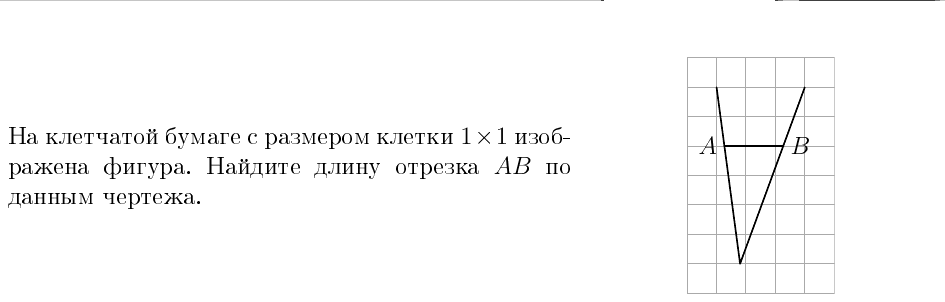 На клетчатой бумаге с размером клетки 1×1 изоб-
ражена фигура. Найдите длину отрезка AB по
данным чертежа.
A
B